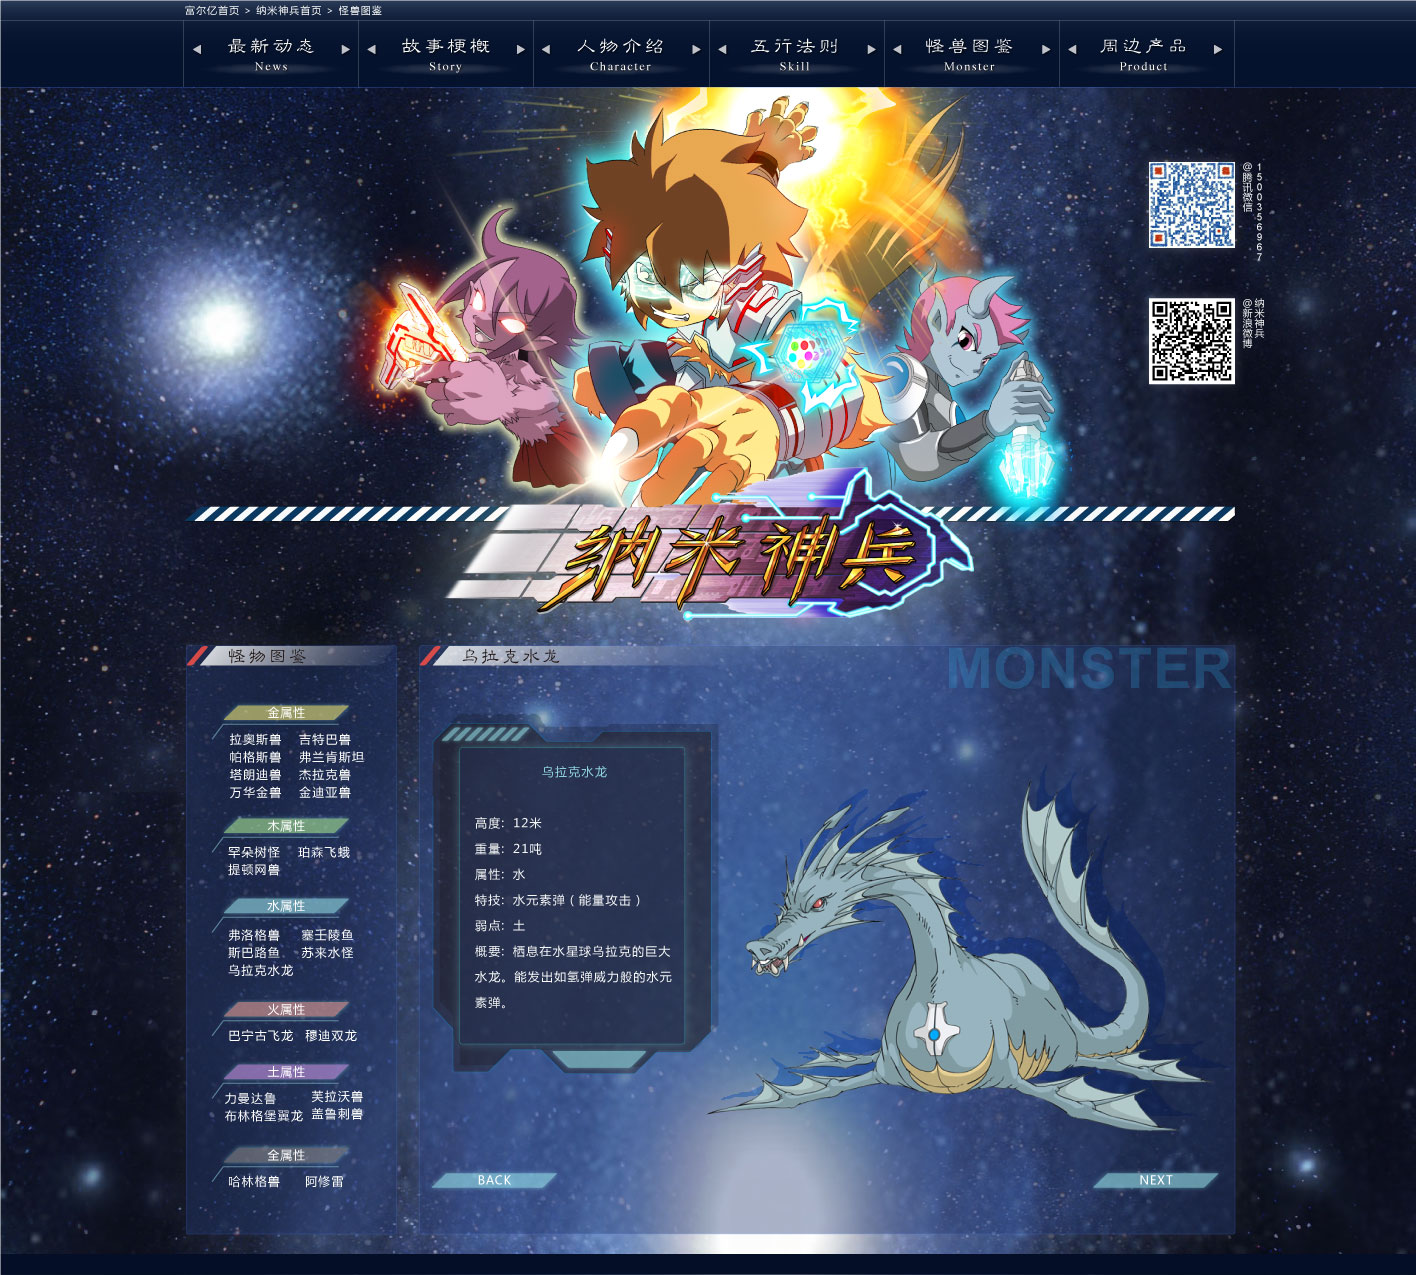 富尔亿首页 > 纳米神兵首页 > 怪兽图鉴
最新动态
News
故事梗概
Story
人物介绍
Character
五行法则
Skill
怪兽图鉴
Monster
周边产品
Product
@腾讯微信
1500356967
@新浪微博
纳米神兵
纳米神兵
怪物图鉴
金属性
拉奥斯兽 吉特巴兽
帕格斯兽 弗兰肯斯坦
塔朗迪兽 杰拉克兽
万华金兽 金迪亚兽
木属性
罕朵树怪 珀森飞蛾
提顿网兽
水属性
弗洛格兽 塞壬陵鱼
斯巴路鱼 苏来水怪
乌拉克水龙
火属性
巴宁古飞龙 穆迪双龙
土属性
力曼达鲁 芙拉沃兽
布林格堡翼龙 盖鲁刺兽
全属性
哈林格兽 阿修雷
乌拉克水龙
MONSTER
乌拉克水龙
高度: 12米
重量: 21吨
属性: 水
特技: 水元素弹（能量攻击）
弱点: 土
概要: 栖息在水星球乌拉克的巨大
水龙。能发出如氢弹威力般的水元
素弹。
BACK
NEXT